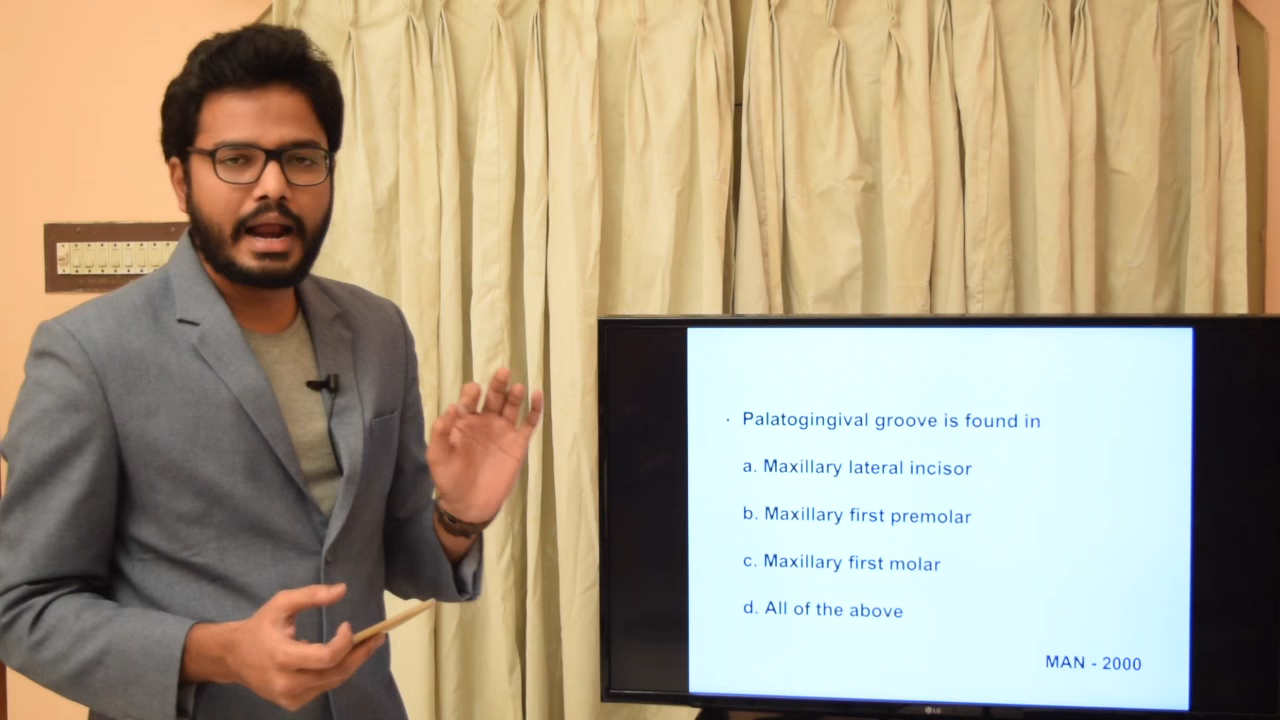 · Palatogingival groove is found in
a. Maxillary lateral incisor
b. Maxillary first premolar
c. Maxillary first molar
d. All of the above
MAN - 2000
LG